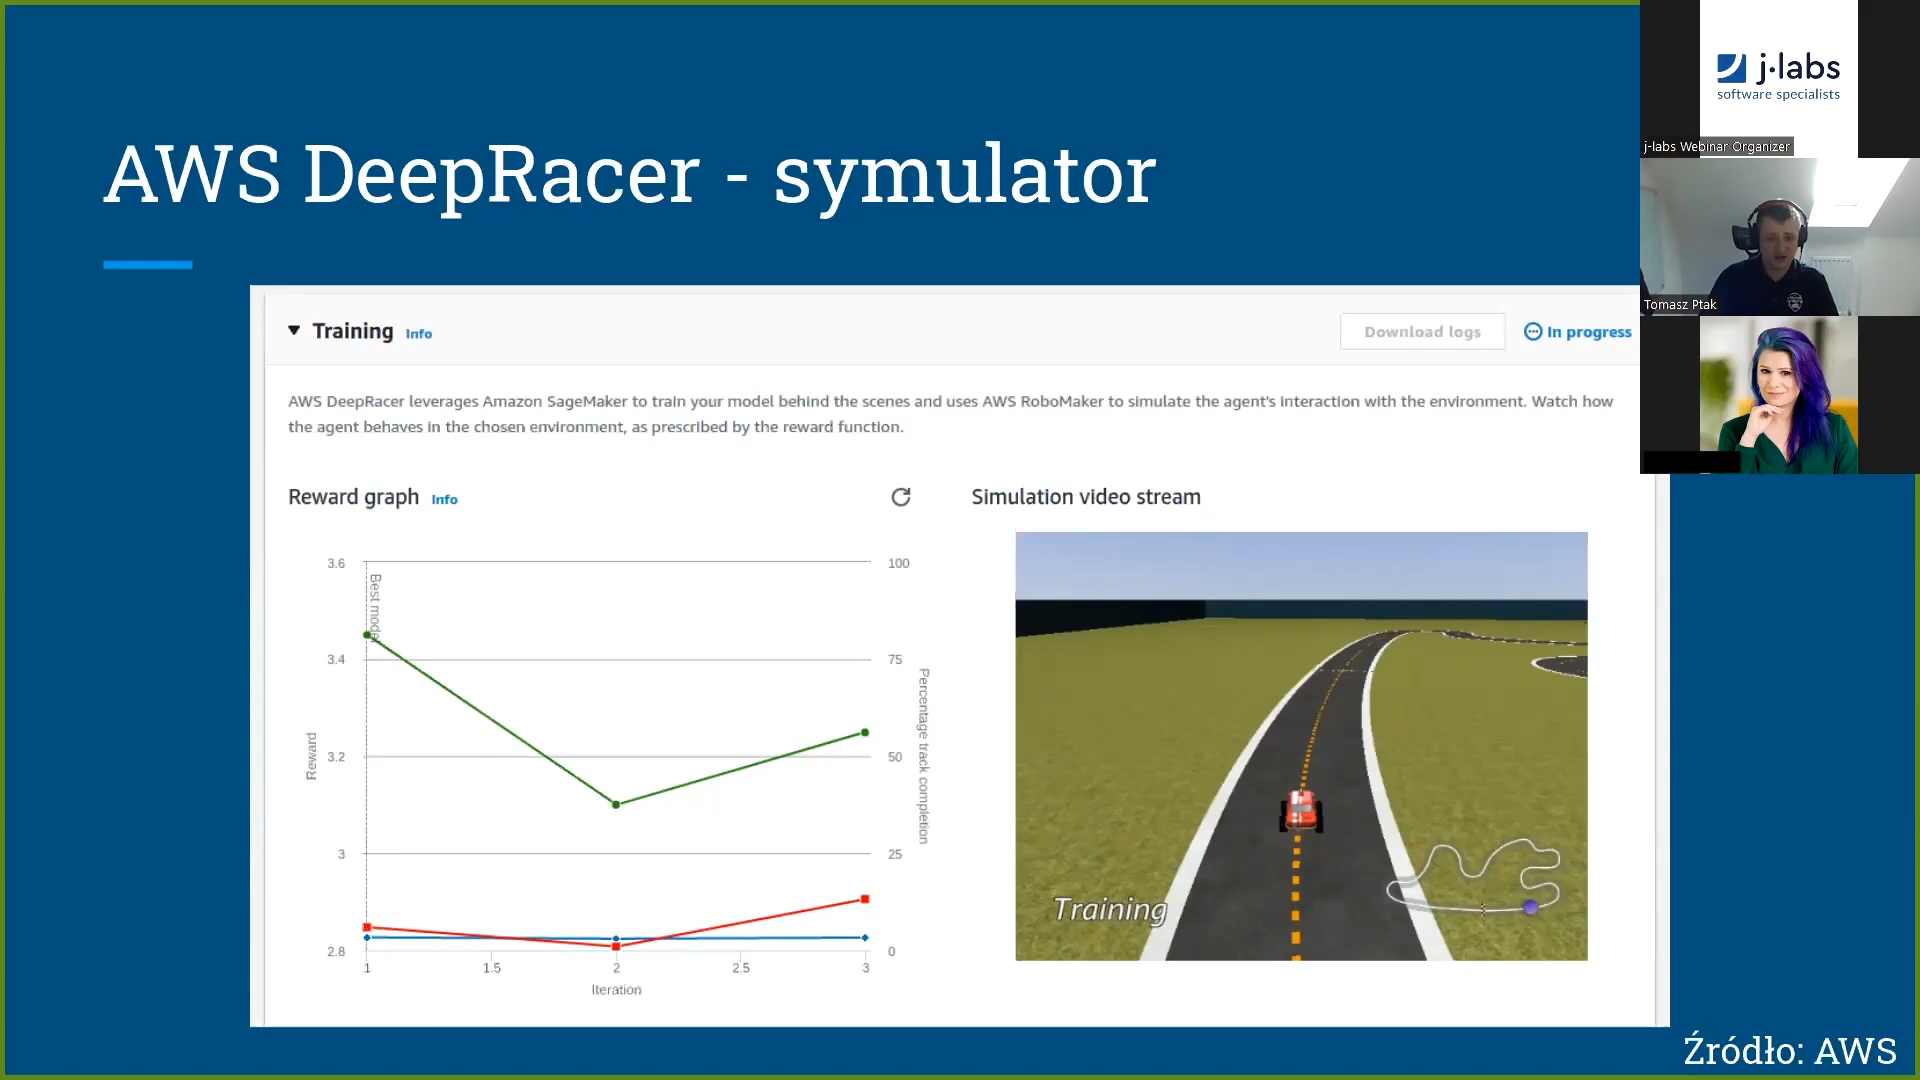 AWS DeepRacer - symulator
j·labs
software specialists
j-labs Webinar Organizer
Tomasz Ptak
Training Info
Download logs
In progress
AWS DeepRacer leverages Amazon SageMaker to train your model behind the scenes and uses AWS RoboMaker to simulate the agent's interaction with the environment. Watch how
the agent behaves in the chosen environment, as prescribed by the reward function.
Reward graph Info
Simulation video stream
3.6
3.4
3.2
3
2.8
Reward
Best model
100
75
50
25
0
Percentage track completion
1
1.5
2
2.5
3
Iteration
Training
Źródło: AWS